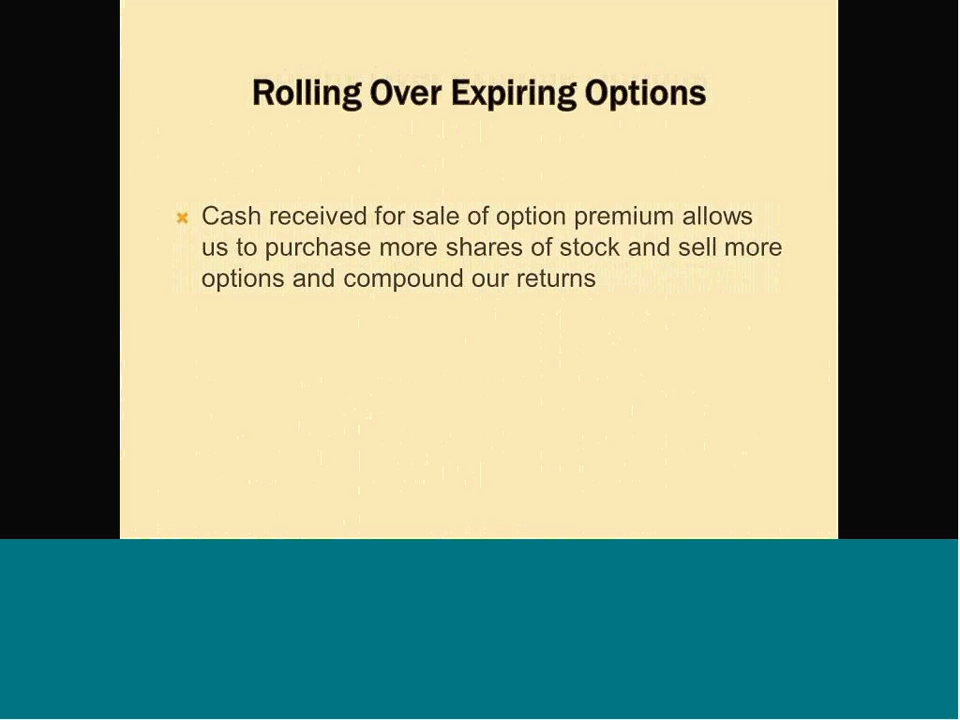 Rolling Over Expiring Options
Cash received for sale of option premium allows
us to purchase more shares of stock and sell more
options and compound our returns